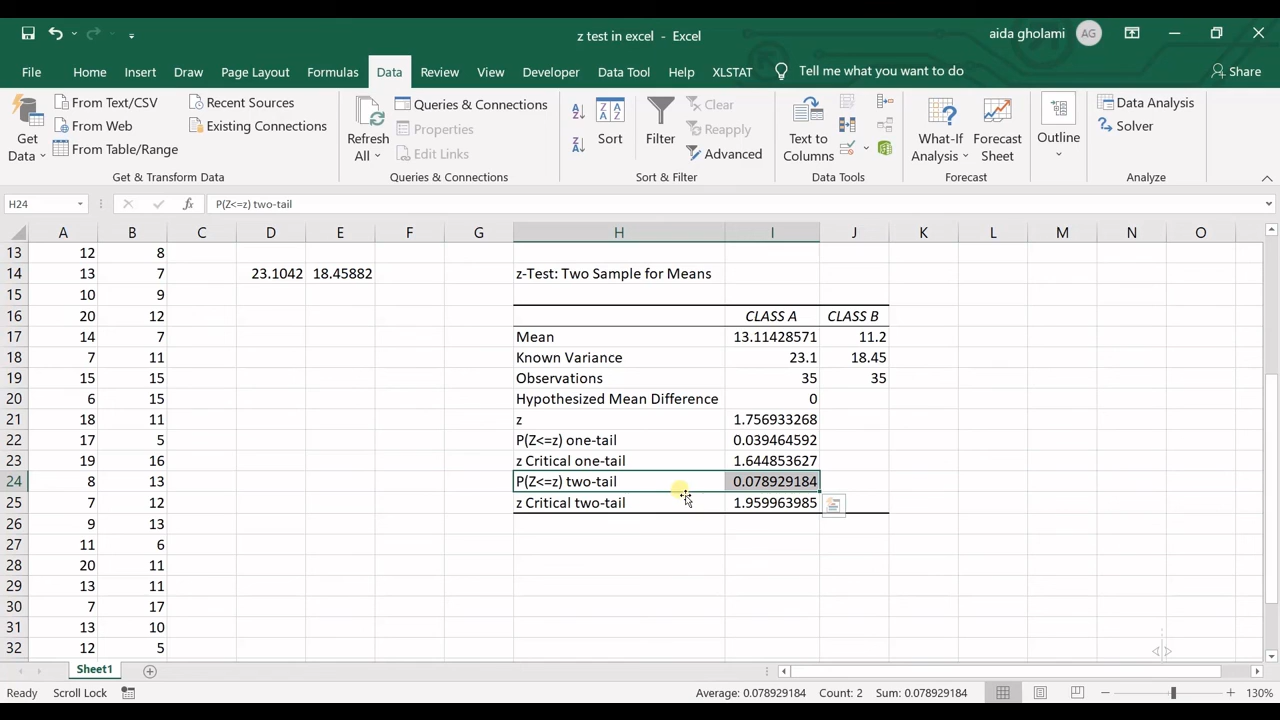 z test in excel - Excel
aida gholami AG
File Home Insert Draw Page Layout Formulas Data Review View Developer Data Tool Help XLSTAT Tell me what you want to do Share
Get Data
From Text/CSV
From Web
From Table/Range
Recent Sources
Existing Connections
Get & Transform Data
Refresh All
Queries & Connections
Properties
Edit Links
Queries & Connections
Sort
Filter
Clear
Reapply
Advanced
Sort & Filter
Text to Columns
Data Tools
What-If Analysis
Forecast Sheet
Forecast
Outline
Data Analysis
Solver
Analyze
H24 fx P(Z<=z) two-tail
A B C D E F G H I J K L M N O
13 12 8
14 13 7 23.1042 18.45882 z-Test: Two Sample for Means
15 10 9
16 20 12 CLASS A CLASS B
17 14 7 Mean 13.11428571 11.2
18 7 11 Known Variance 23.1 18.45
19 15 15 Observations 35 35
20 6 15 Hypothesized Mean Difference 0
21 18 11 z 1.756933268
22 17 5 P(Z<=z) one-tail 0.039464592
23 19 16 z Critical one-tail 1.644853627
24 8 13 P(Z<=z) two-tail 0.078929184
25 7 12 z Critical two-tail 1.959963985
26 9 13
27 11 6
28 20 11
29 13 11
30 7 17
31 13 10
32 12 5
Sheet1
Ready Scroll Lock Average: 0.078929184 Count: 2 Sum: 0.078929184 130%